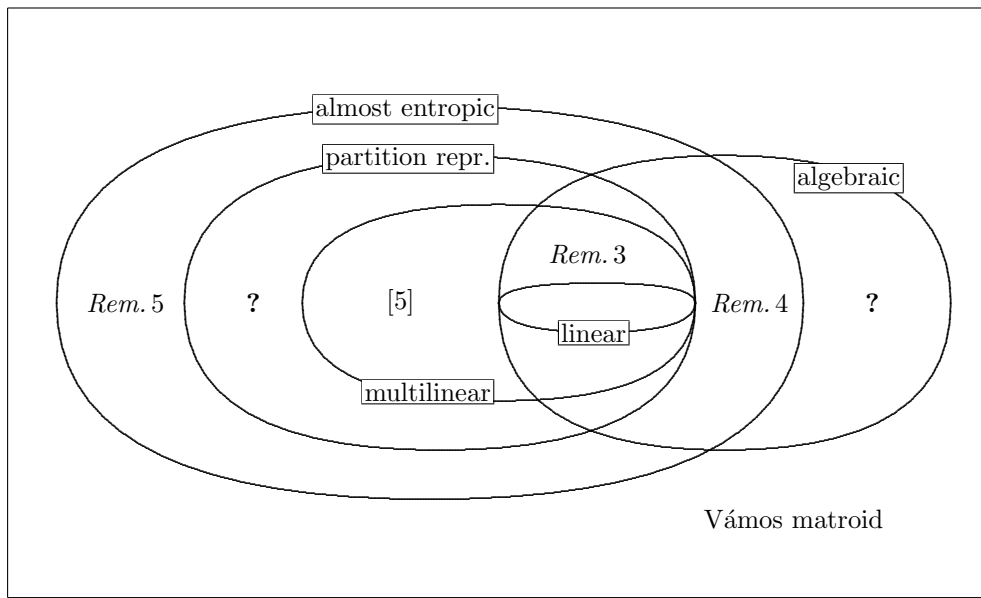 almost entropic
partition repr.
algebraic
Rem. 3
Rem. 5
?
[5]
Rem. 4
?
linear
multilinear
Vámos matroid